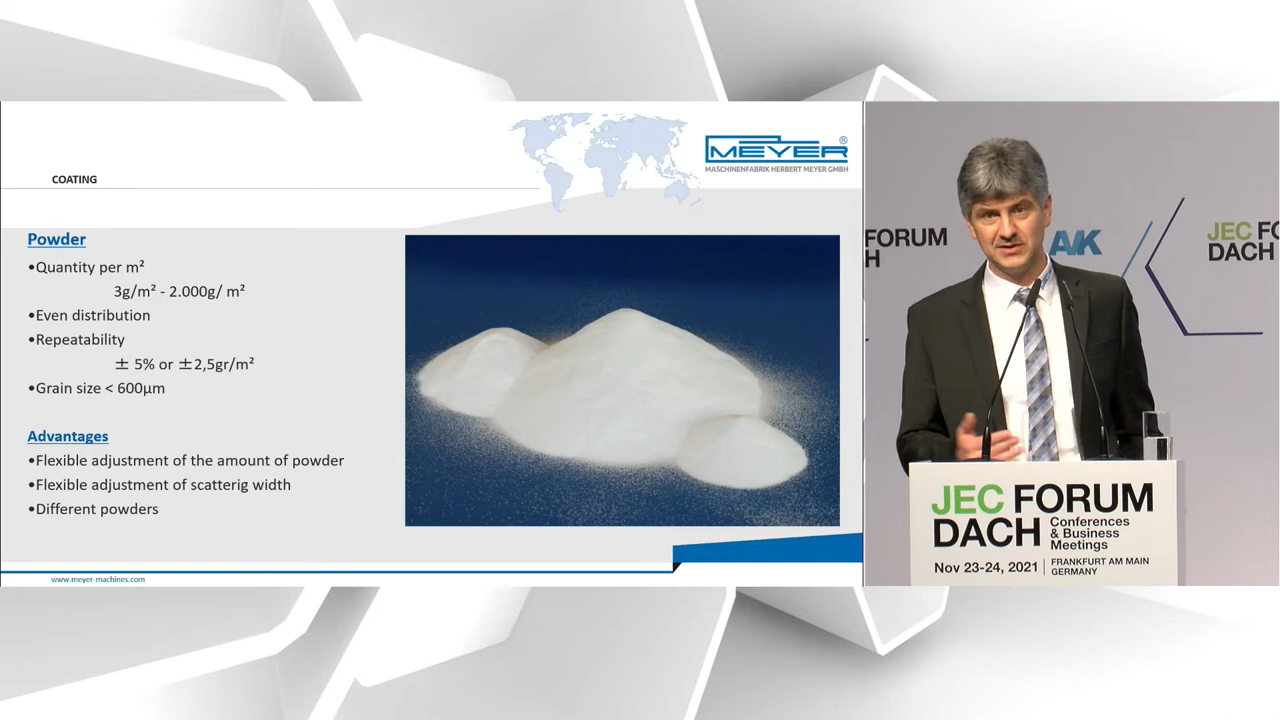 COATING
MEYER®
MASCHINENFABRIK HERBERT MEYER GMBH
Powder
•Quantity per m²
3g/m² - 2.000g/ m²
•Even distribution
•Repeatability
± 5% or ±2,5gr/m²
•Grain size < 600µm
Advantages
•Flexible adjustment of the amount of powder
•Flexible adjustment of scatterig width
•Different powders
www.meyer-machines.com
FORUM
H
AVK
JEC FO
DACH
JEC FORUM
DACH Conferences
& Business
Meetings
Nov 23-24, 2021 | FRANKFURT AM MAIN
GERMANY